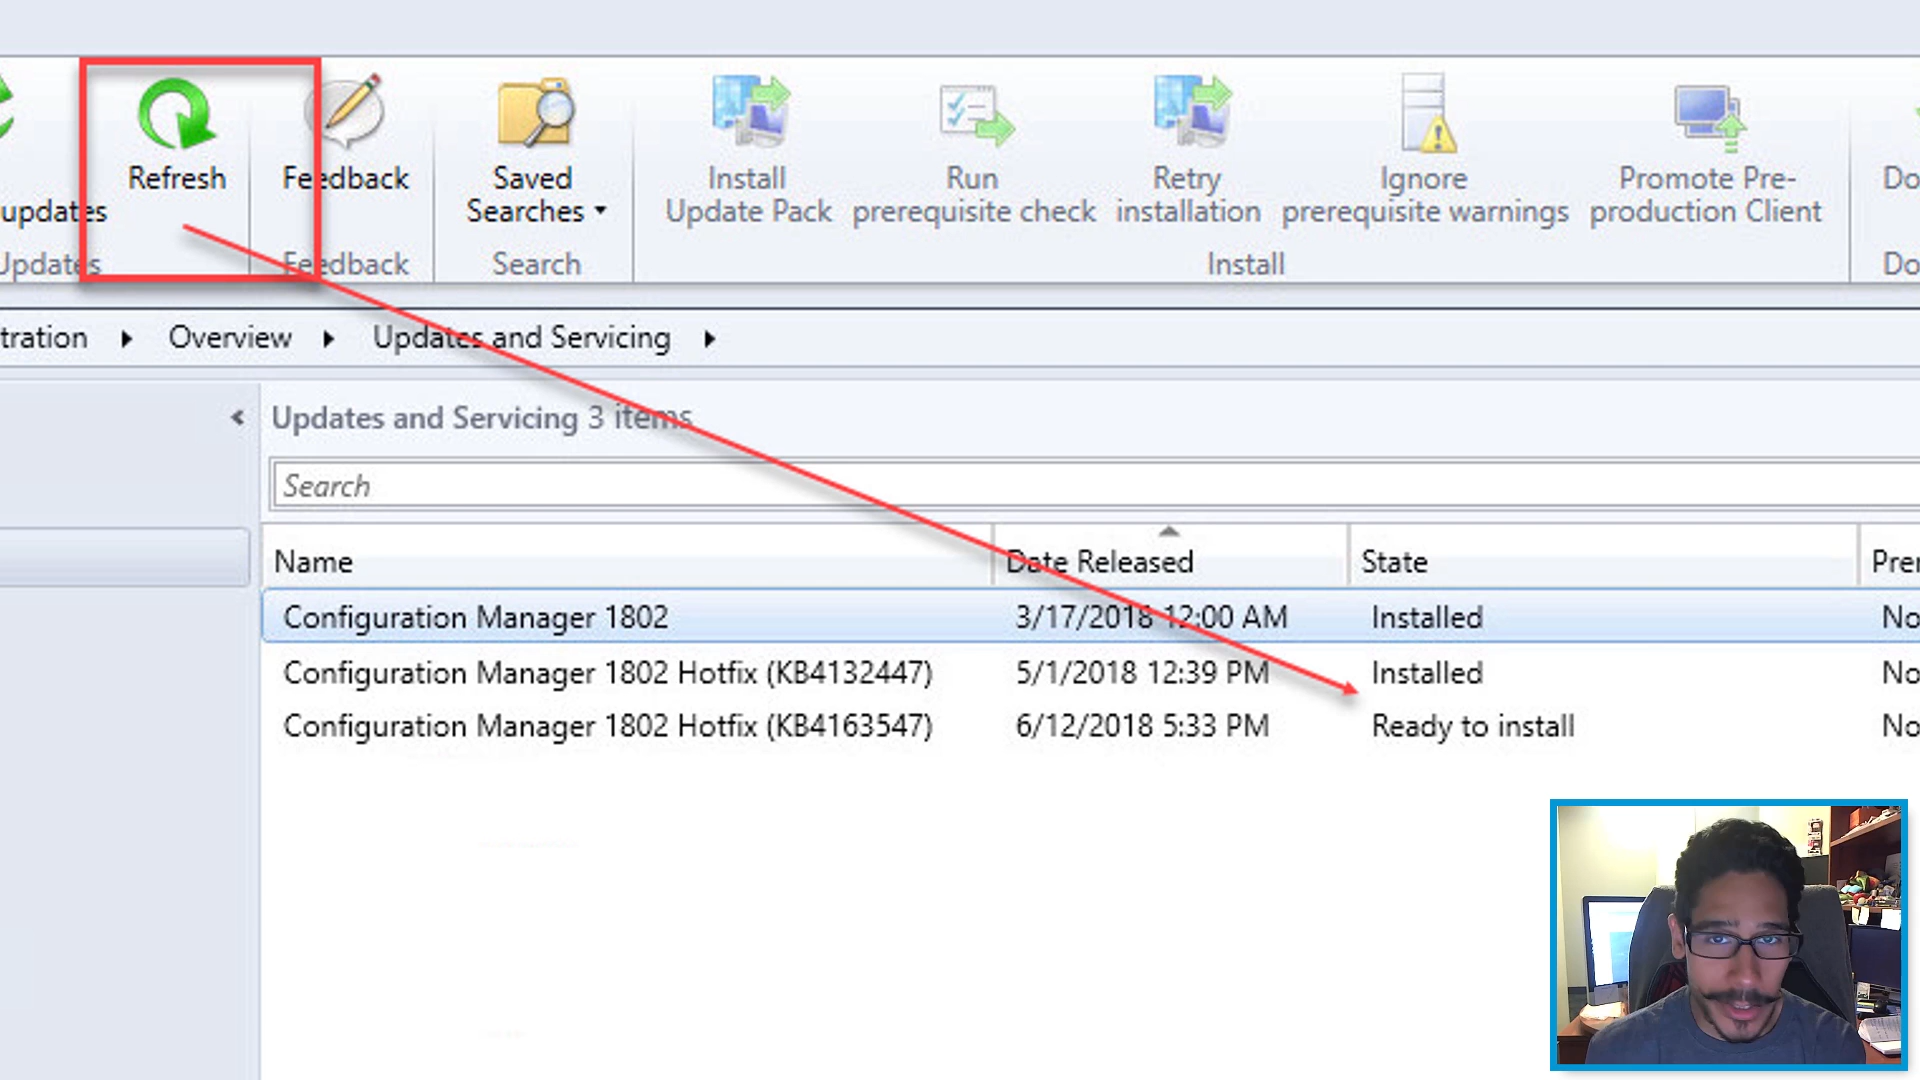 updates
Refresh
Feedback
Saved
Searches
Install
Update Pack
Run
prerequisite check
Retry
installation
Ignore
prerequisite warnings
Promote Pre-
production Client
Do
Updates
Feedback
Search
Install
Do
tration
Overview
Updates and Servicing
Updates and Servicing 3 items
Search
Name Date Released State Prer
Configuration Manager 1802 3/17/2018 12:00 AM Installed No
Configuration Manager 1802 Hotfix (KB4132447) 5/1/2018 12:39 PM Installed No
Configuration Manager 1802 Hotfix (KB4163547) 6/12/2018 5:33 PM Ready to install No